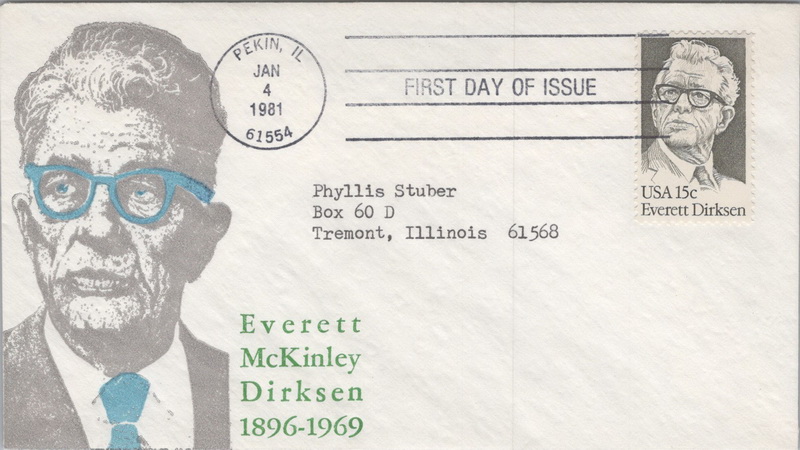 PEKIN, IL
JAN
4
1981
61554
FIRST DAY OF ISSUE
USA 15c
Everett Dirksen
Phyllis Stuber
Box 60 D
Tremont, Illinois 61568
Everett
McKinley
Dirksen
1896-1969